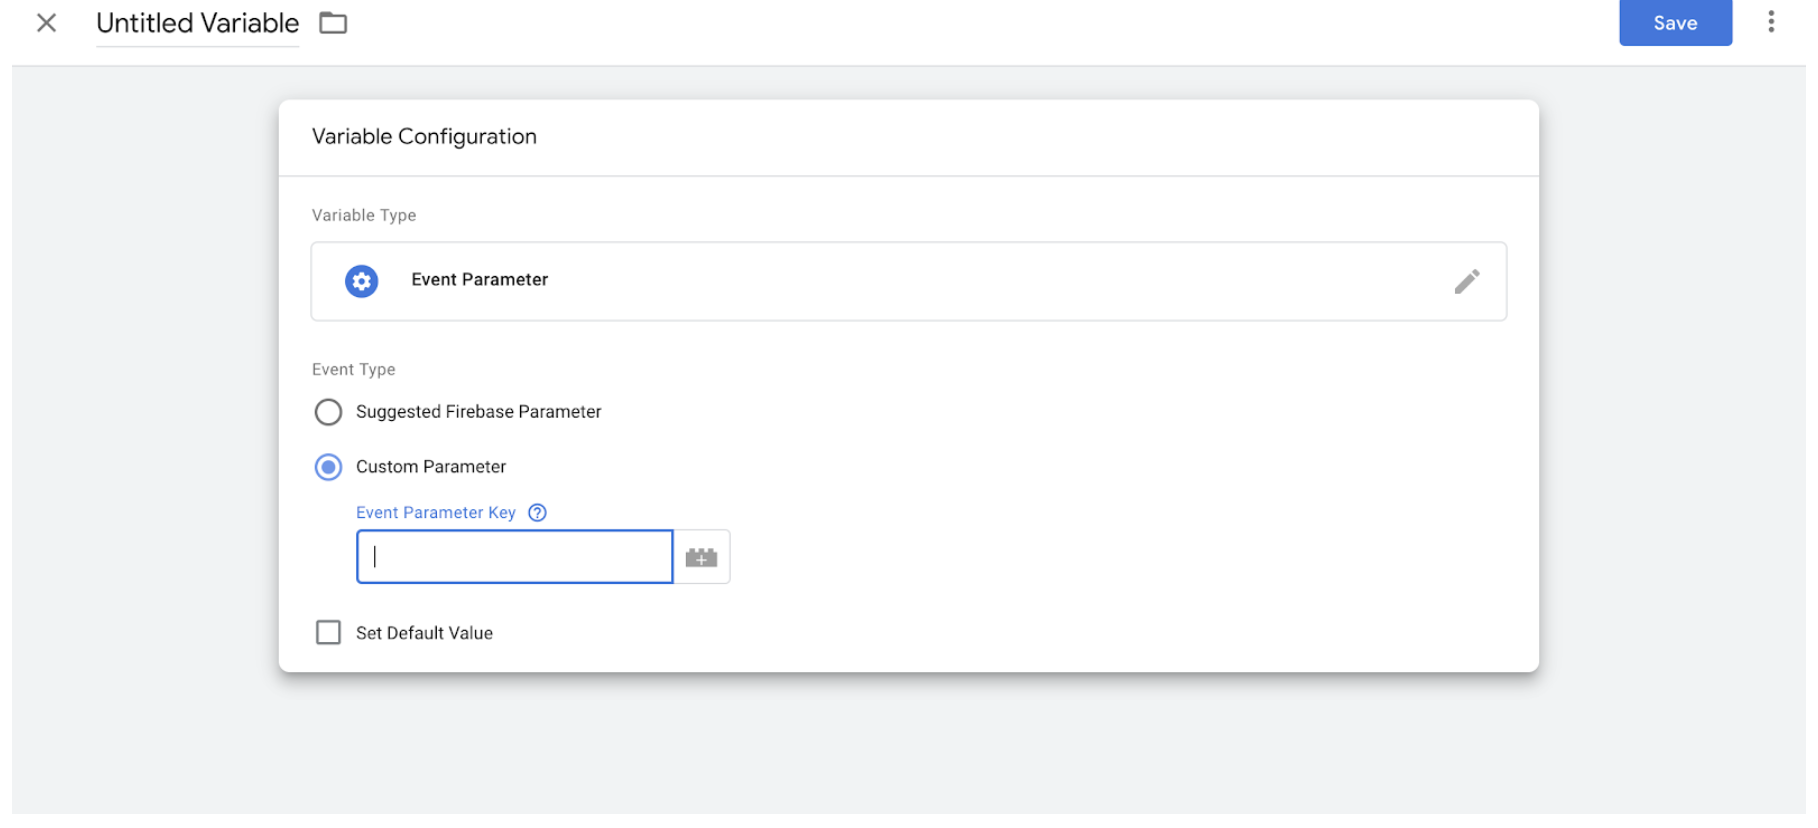 Untitled Variable
Save
Variable Configuration
Variable Type
Event Parameter
Event Type
Suggested Firebase Parameter
Custom Parameter
Event Parameter Key
Set Default Value